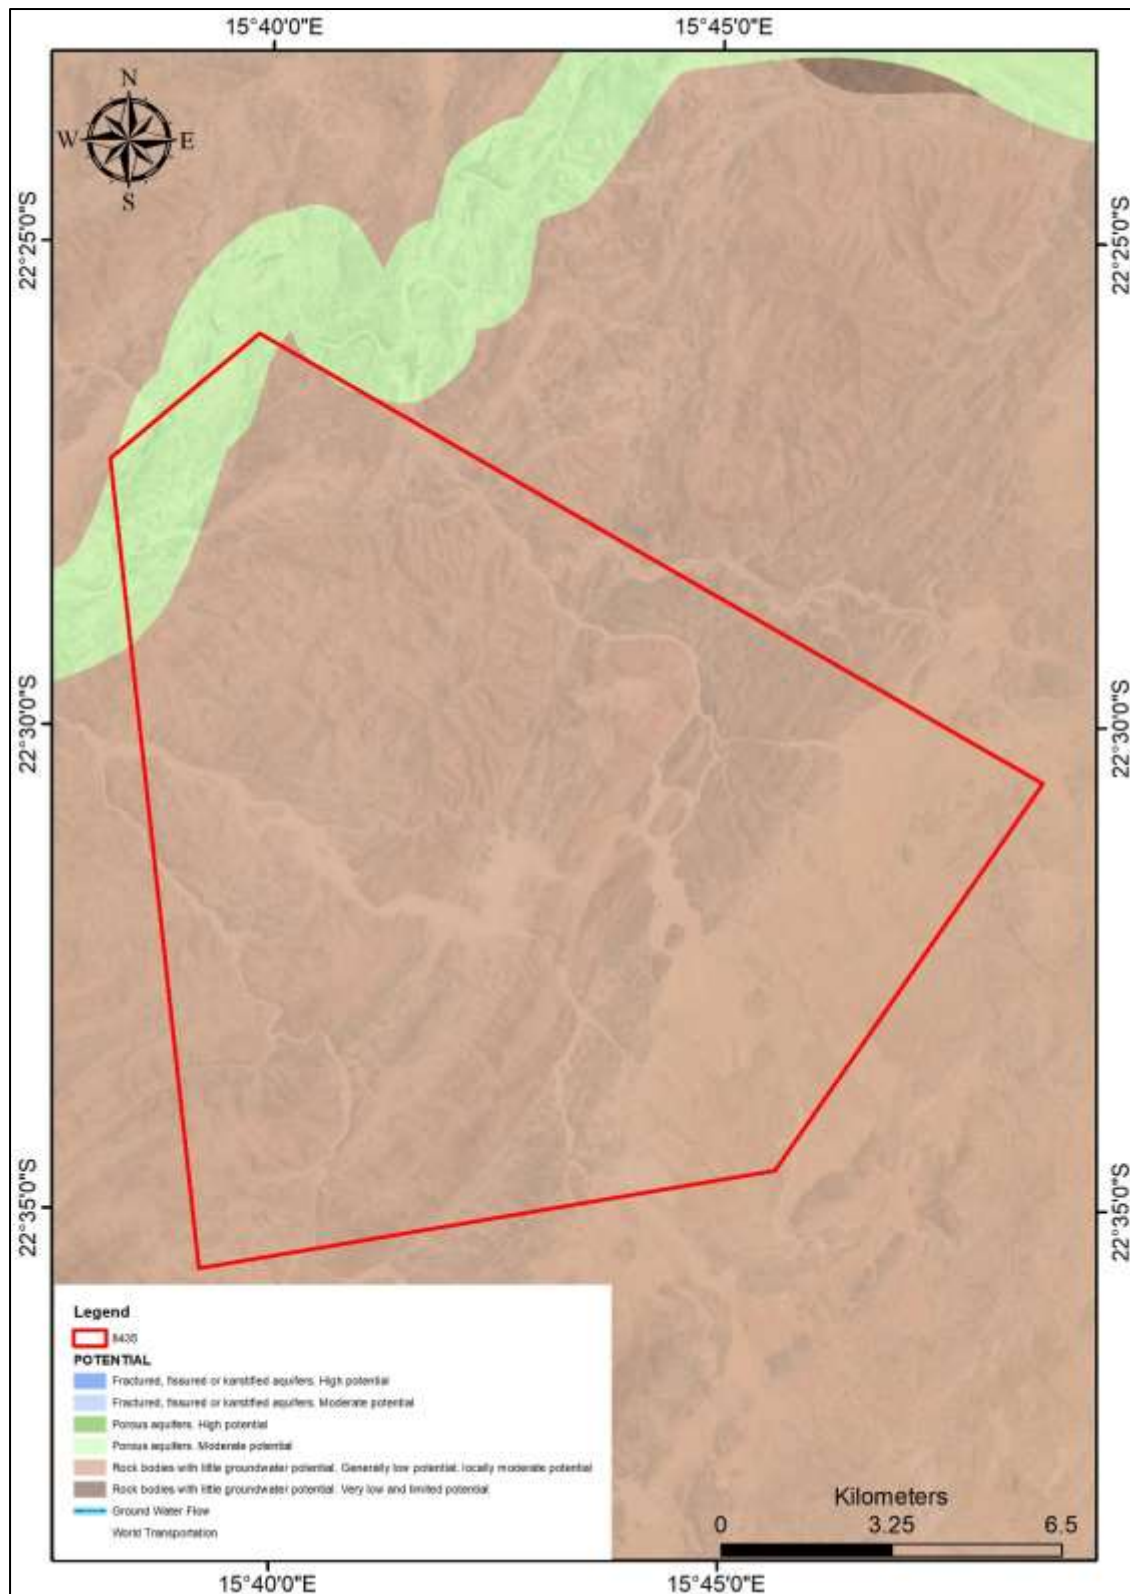 15°40'0"E 15°45'0"E
N
W E
S
22°25'0"S 22°25'0"S
22°30'0"S 22°30'0"S
22°35'0"S 22°35'0"S
Legend
8435
POTENTIAL
Fractured, fissured or karstified aquifers. High potential
Fractured, fissured or karstified aquifers. Moderate potential
Porous aquifers. High potential
Porous aquifers. Moderate potential
Rock bodies with little groundwater potential. Generally low potential, locally moderate potential
Rock bodies with little groundwater potential. Very low and limited potential
Ground Water Flow
World Transportation
Kilometers
0 3.25 6.5
15°40'0"E 15°45'0"E